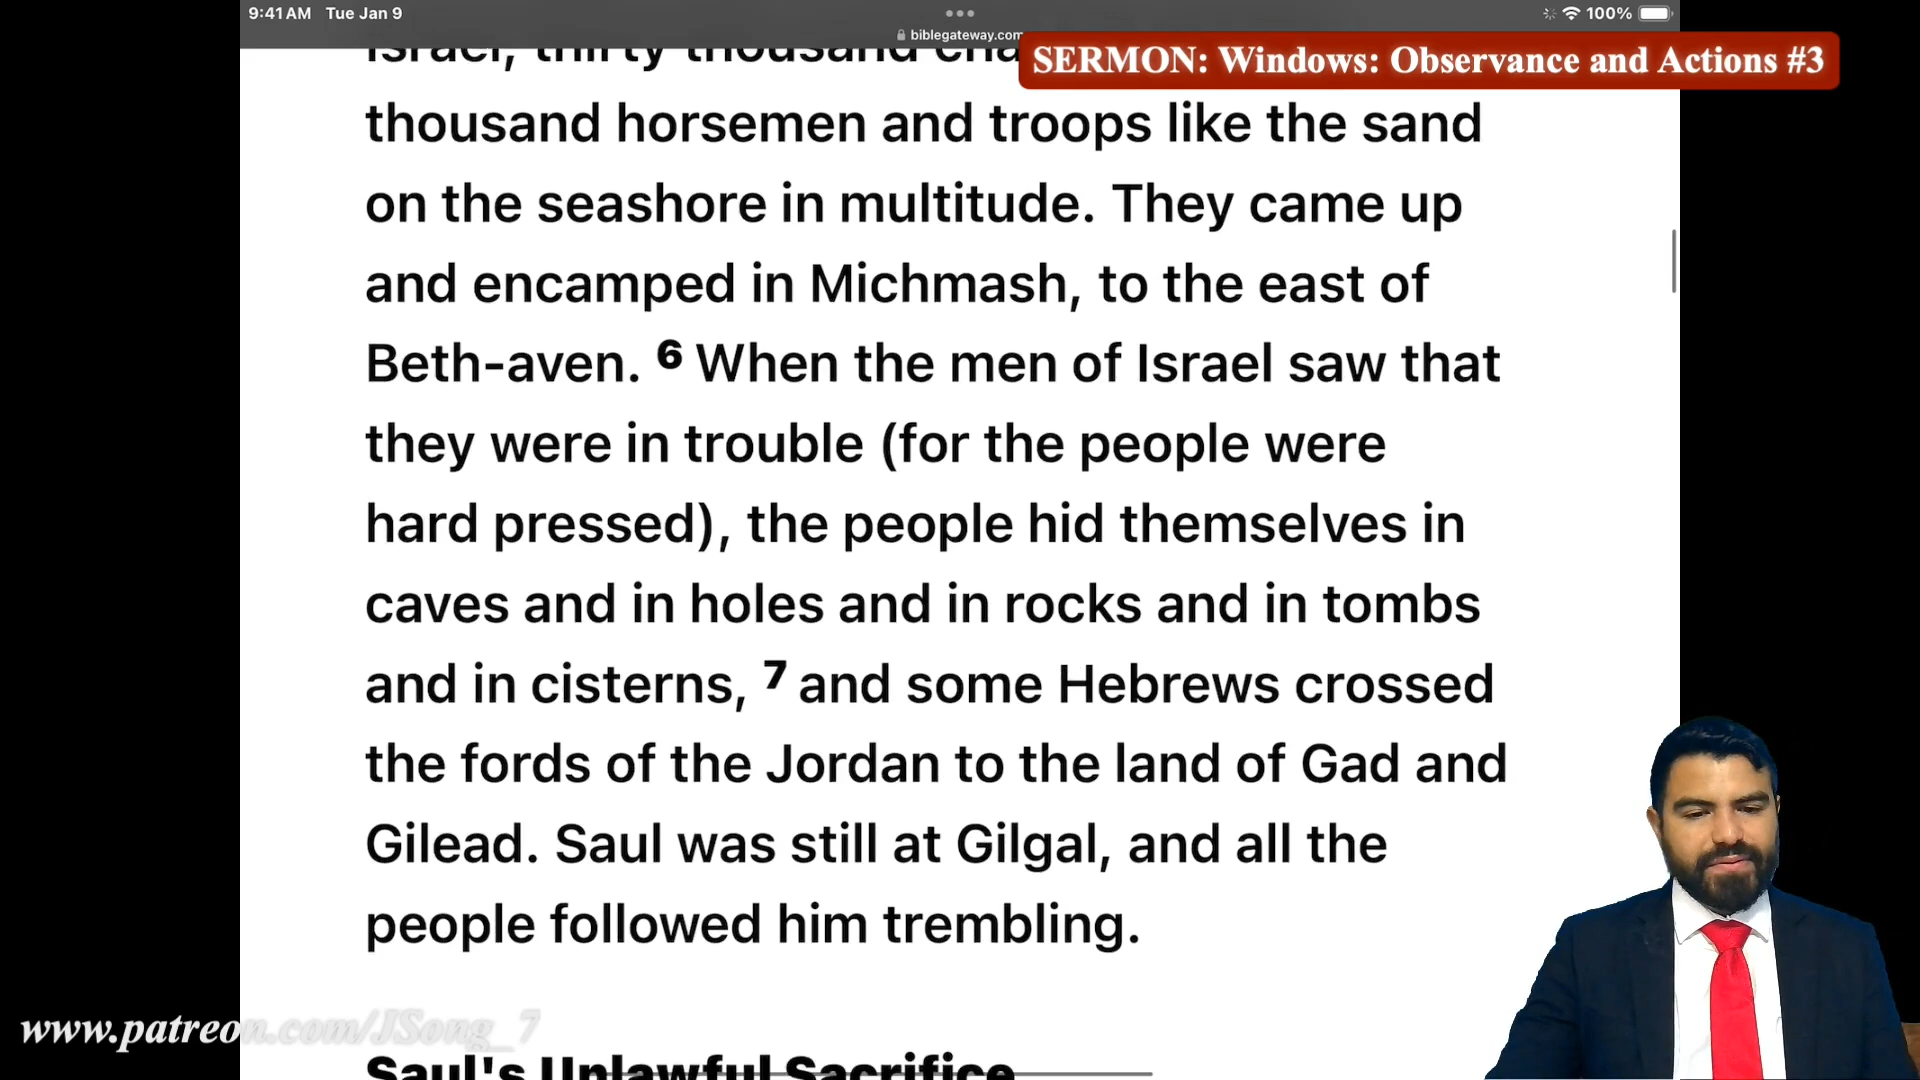 9:41 AM Tue Jan 9
100%
biblegateway.com
SERMON: Windows: Observance and Actions #3
Israel, thirty thousand
thousand horsemen and troops like the sand
on the seashore in multitude. They came up
and encamped in Michmash, to the east of
Beth-aven. 6 When the men of Israel saw that
they were in trouble (for the people were
hard pressed), the people hid themselves in
caves and in holes and in rocks and in tombs
and in cisterns, 7 and some Hebrews crossed
the fords of the Jordan to the land of Gad and
Gilead. Saul was still at Gilgal, and all the
people followed him trembling.
www.patreon.com/JSong_7
Saul's Unlawful Sacrifice